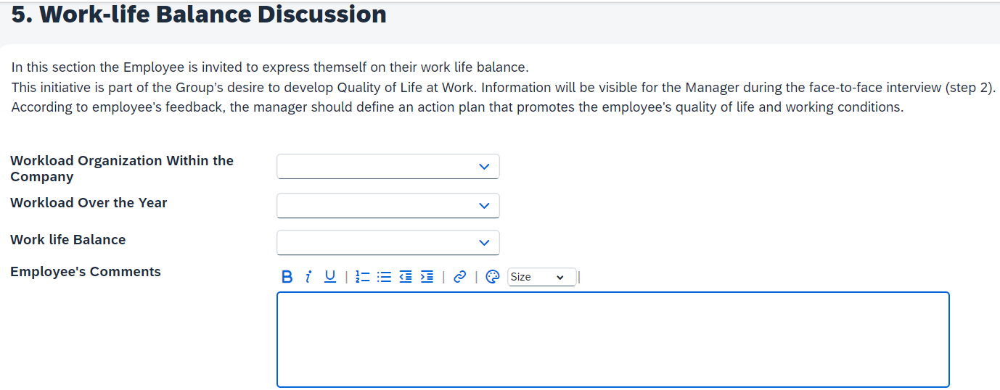 5. Work-life Balance Discussion
In this section the Employee is invited to express themself on their work life balance.
This initiative is part of the Group’s desire to develop Quality of Life at Work. Information will be visible for the Manager during the face-to-face interview (step 2).
According to employee's feedback, the manager should define an action plan that promotes the employee's quality of life and working conditions.
Workload Organization Within the
Company
Workload Over the Year
Work life Balance
Employee's Comments
B i U Size